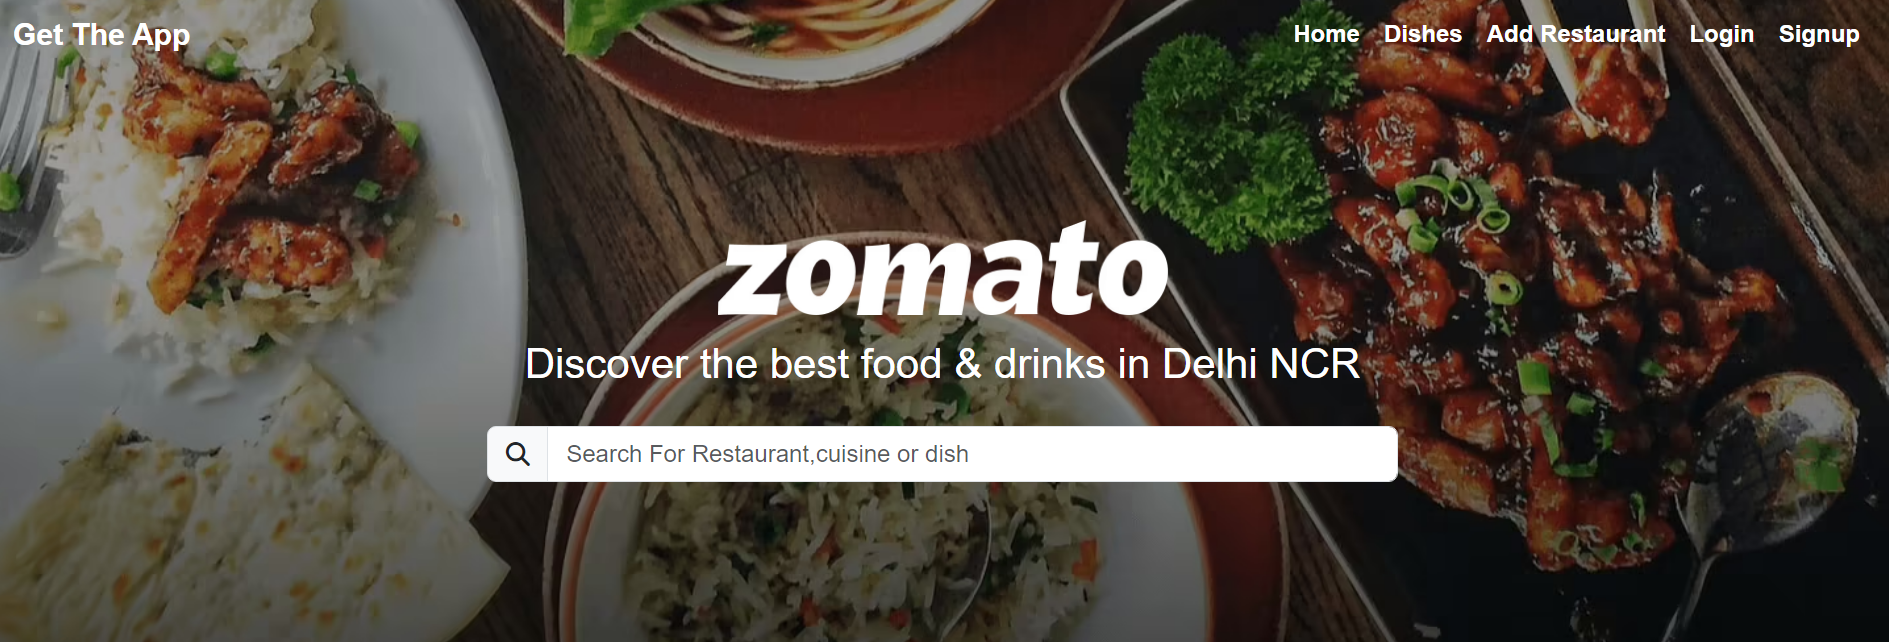 Get The App
Home Dishes Add Restaurant Login Signup
zomato
Discover the best food & drinks in Delhi NCR
Search For Restaurant,cuisine or dish